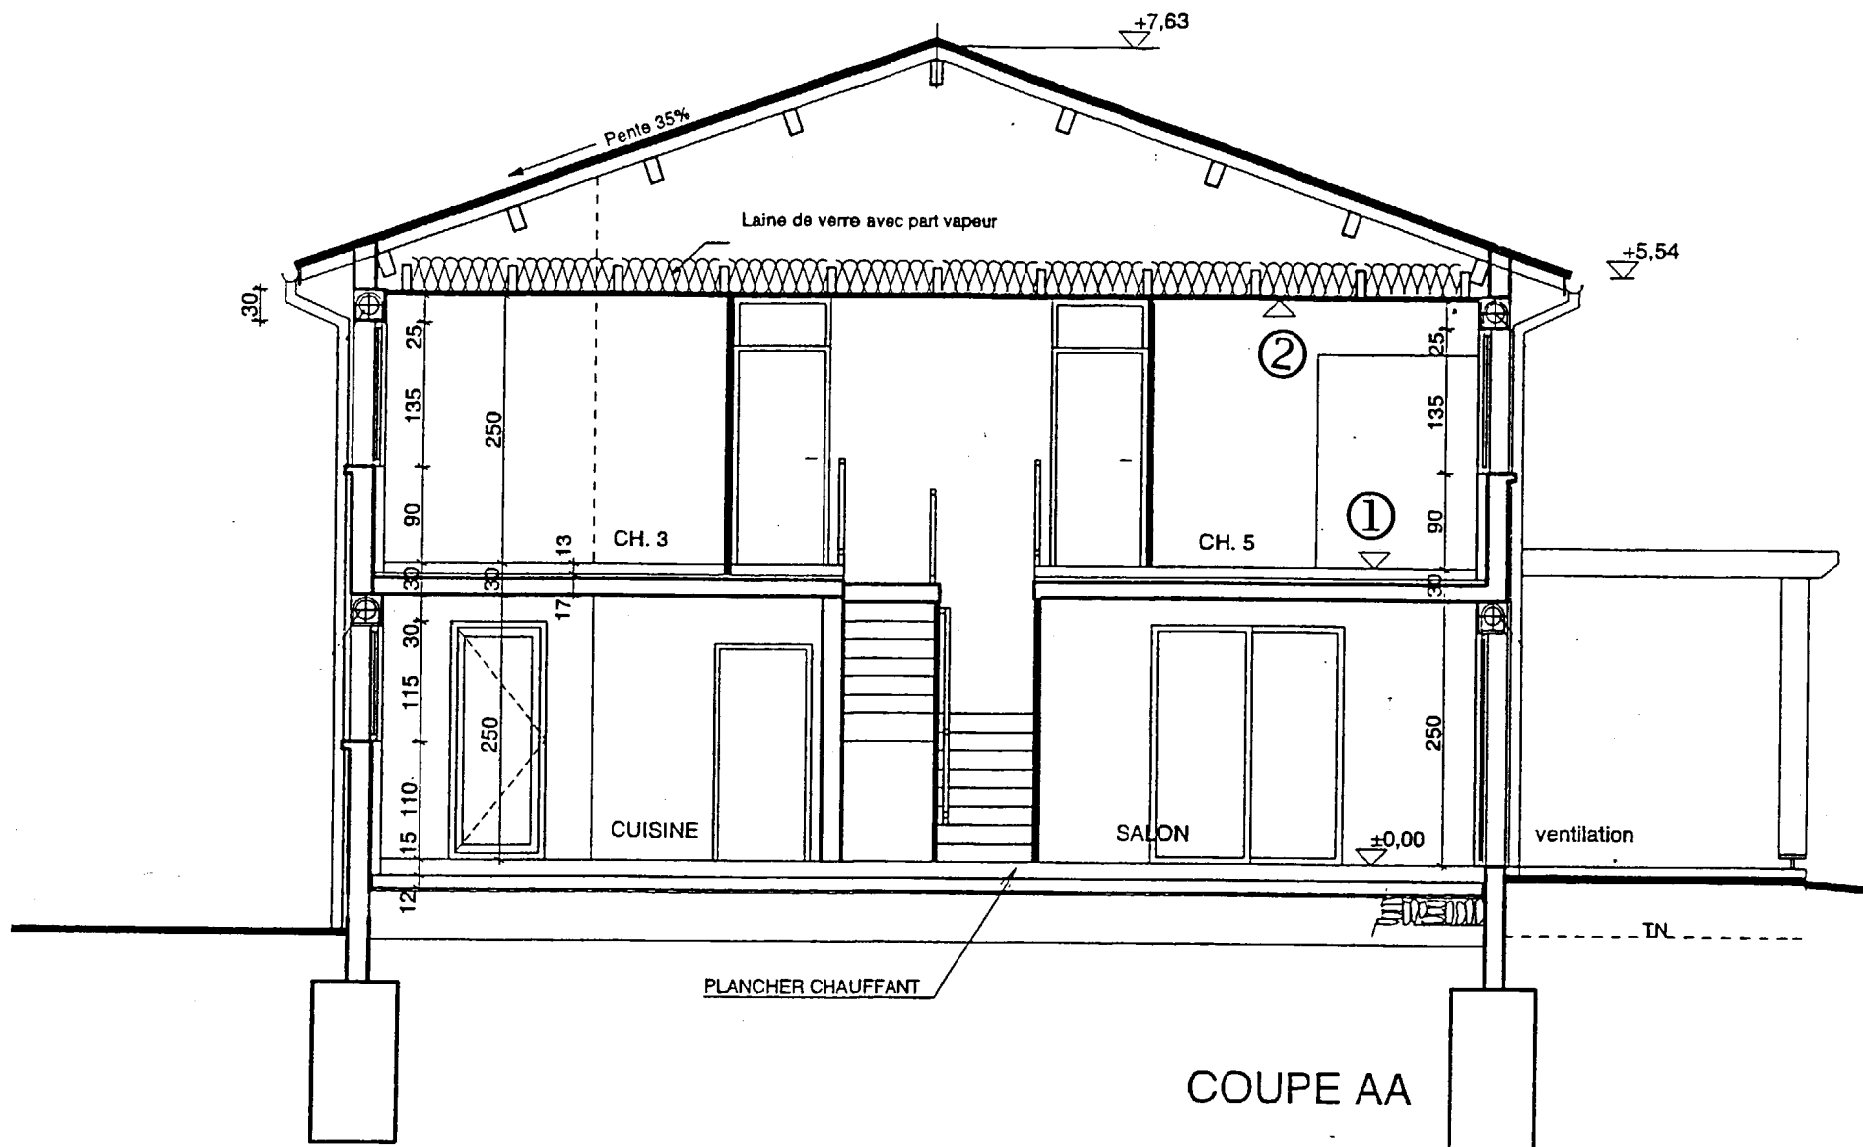 +7,63
Pente 35%
Laine de verre avec part vapeur
+5,54
30
25
135
250
90
②
25
135
①
90
CH. 3
13
CH. 5
30
30
17
30
30
115
250
110
15
12
250
CUISINE
SALON
±0,00
ventilation
TN
PLANCHER CHAUFFANT
COUPE AA